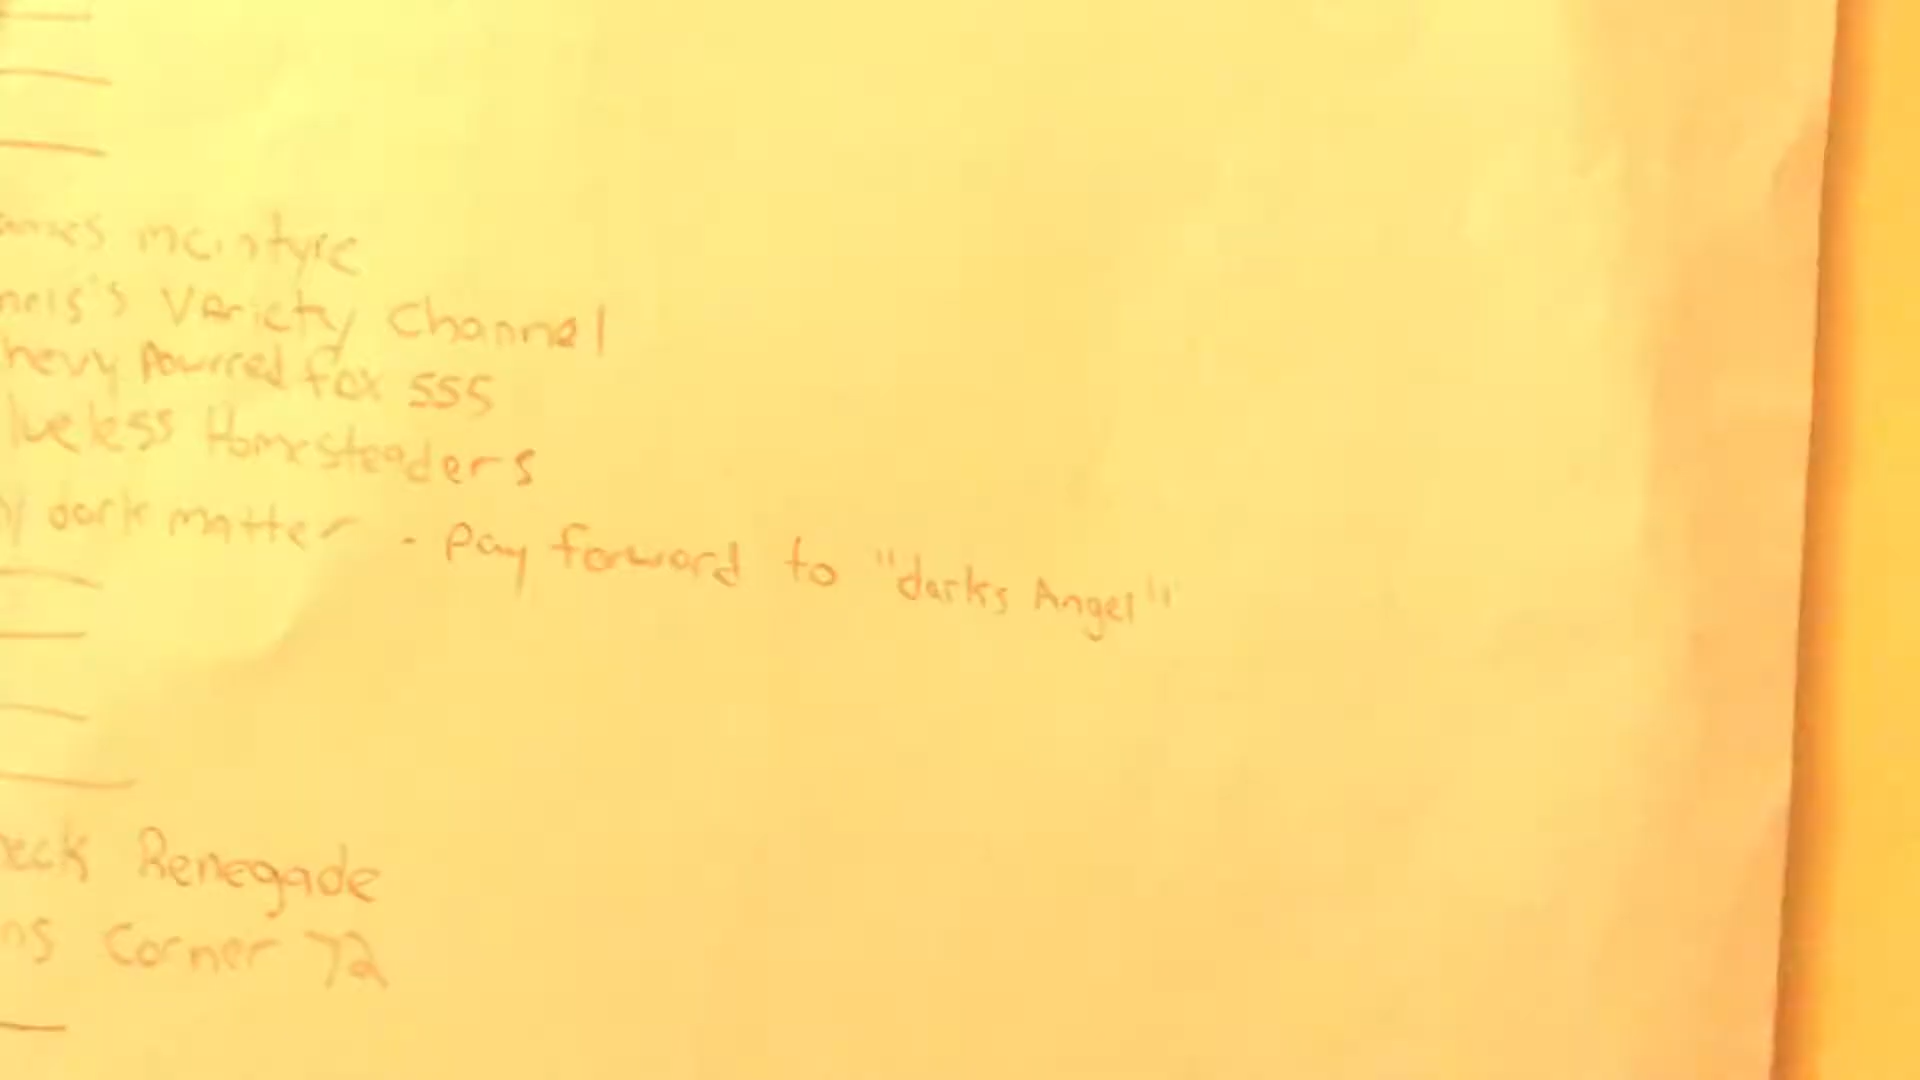 mcintyre
Variety Channel
Powered fox 555
Homesteaders
dark matter - Pay forward to "darks Angel"
Renegade
Corner 72